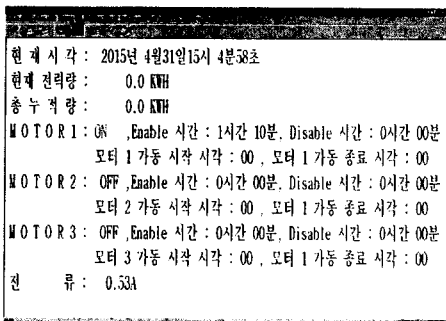 현 재 시 각 : 2015년 4월31일15시 4분58초
현재 전력량 : 0.0 KWH
총 누 적 량 : 0.0 KWH
M O T O R 1 : ON ,Enable 시간 : 1시간 10분, Disable 시간 : 0시간 00분
모터 1 가동 시작 시각 : 00 , 모터 1 가동 종료 시각 : 00
M O T O R 2 : OFF ,Enable 시간 : 0시간 00분, Disable 시간 : 0시간 00분
모터 2 가동 시작 시각 : 00 , 모터 1 가동 종료 시각 : 00
M O T O R 3 : OFF ,Enable 시간 : 0시간 00분, Disable 시간 : 0시간 00분
모터 3 가동 시작 시각 : 00 , 모터 1 가동 종료 시각 : 00
전 류 : 0.53A